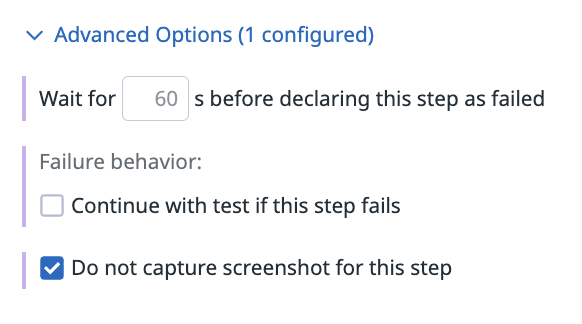 Advanced Options (1 configured)
Wait for 60 s before declaring this step as failed
Failure behavior:
Continue with test if this step fails
Do not capture screenshot for this step